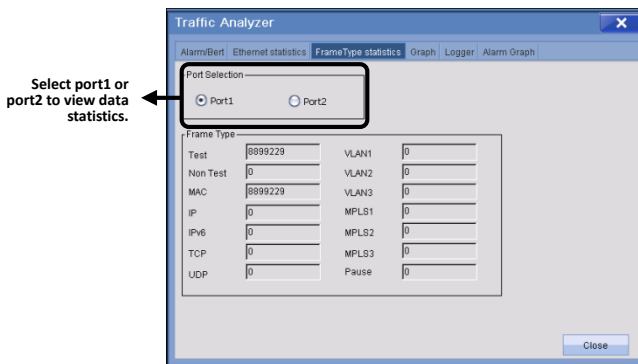 Traffic Analyzer
X
Alarm/Bert Ethernet statistics FrameType statistics Graph Logger Alarm Graph
Select port1 or
port2 to view data
statistics.
Port Selection
Port1 Port2
Frame Type
Test 8899229 VLAN1 0
Non Test 0 VLAN2 0
MAC 8899229 VLAN3 0
IP 0 MPLS1 0
IPv6 0 MPLS2 0
TCP 0 MPLS3 0
UDP 0 Pause 0
Close